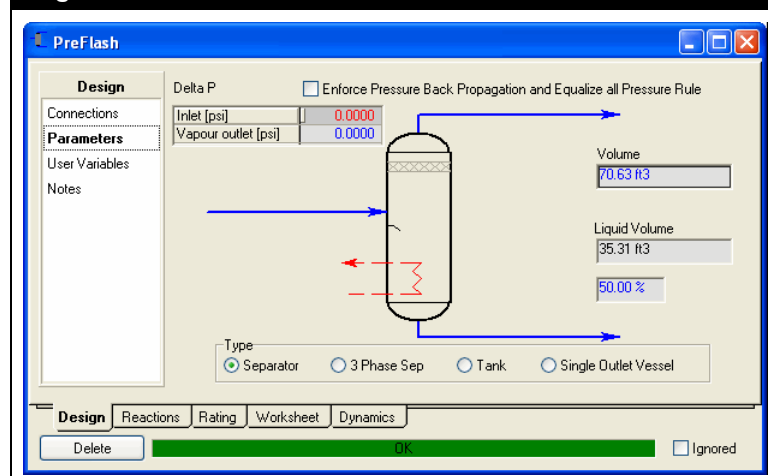 PreFlash
Design
Connections
Parameters
User Variables
Notes
Delta P
Enforce Pressure Back Propagation and Equalize all Pressure Rule
Inlet [psi] 0.0000
Vapour outlet [psi] 0.0000
Volume
70.63 ft3
Liquid Volume
35.31 ft3
50.00 %
Type
Separator 3 Phase Sep Tank Single Outlet Vessel
Design Reactions Rating Worksheet Dynamics
Delete OK Ignored